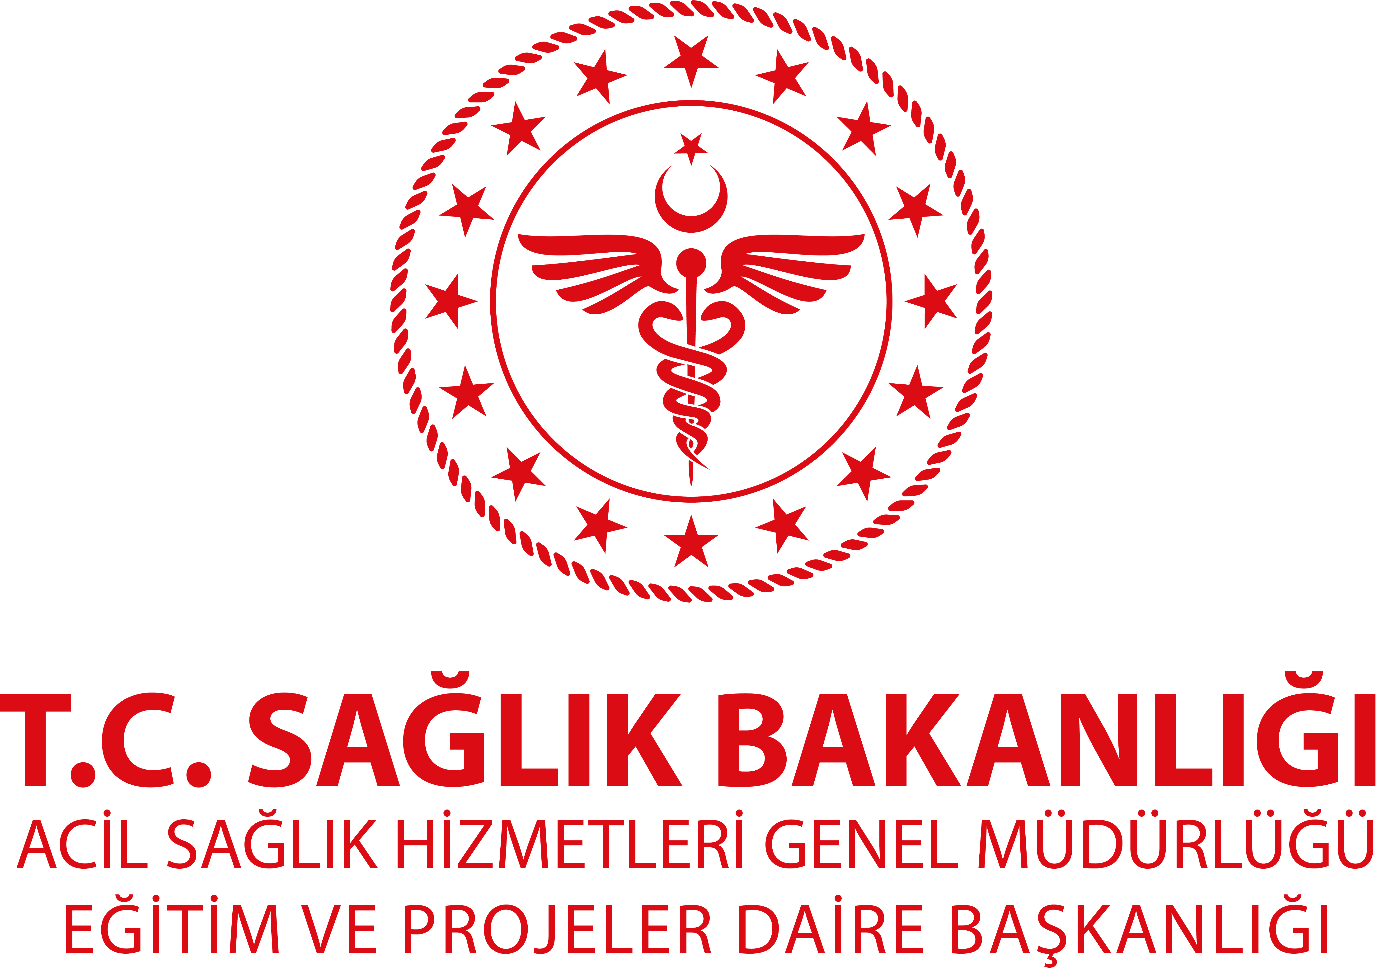 T.C. SAĞLIK BAKANLIĞI
ACİL SAĞLIK HİZMETLERİ GENEL MÜDÜRLÜĞÜ
EĞİTİM VE PROJELER DAİRE BAŞKANLIĞI